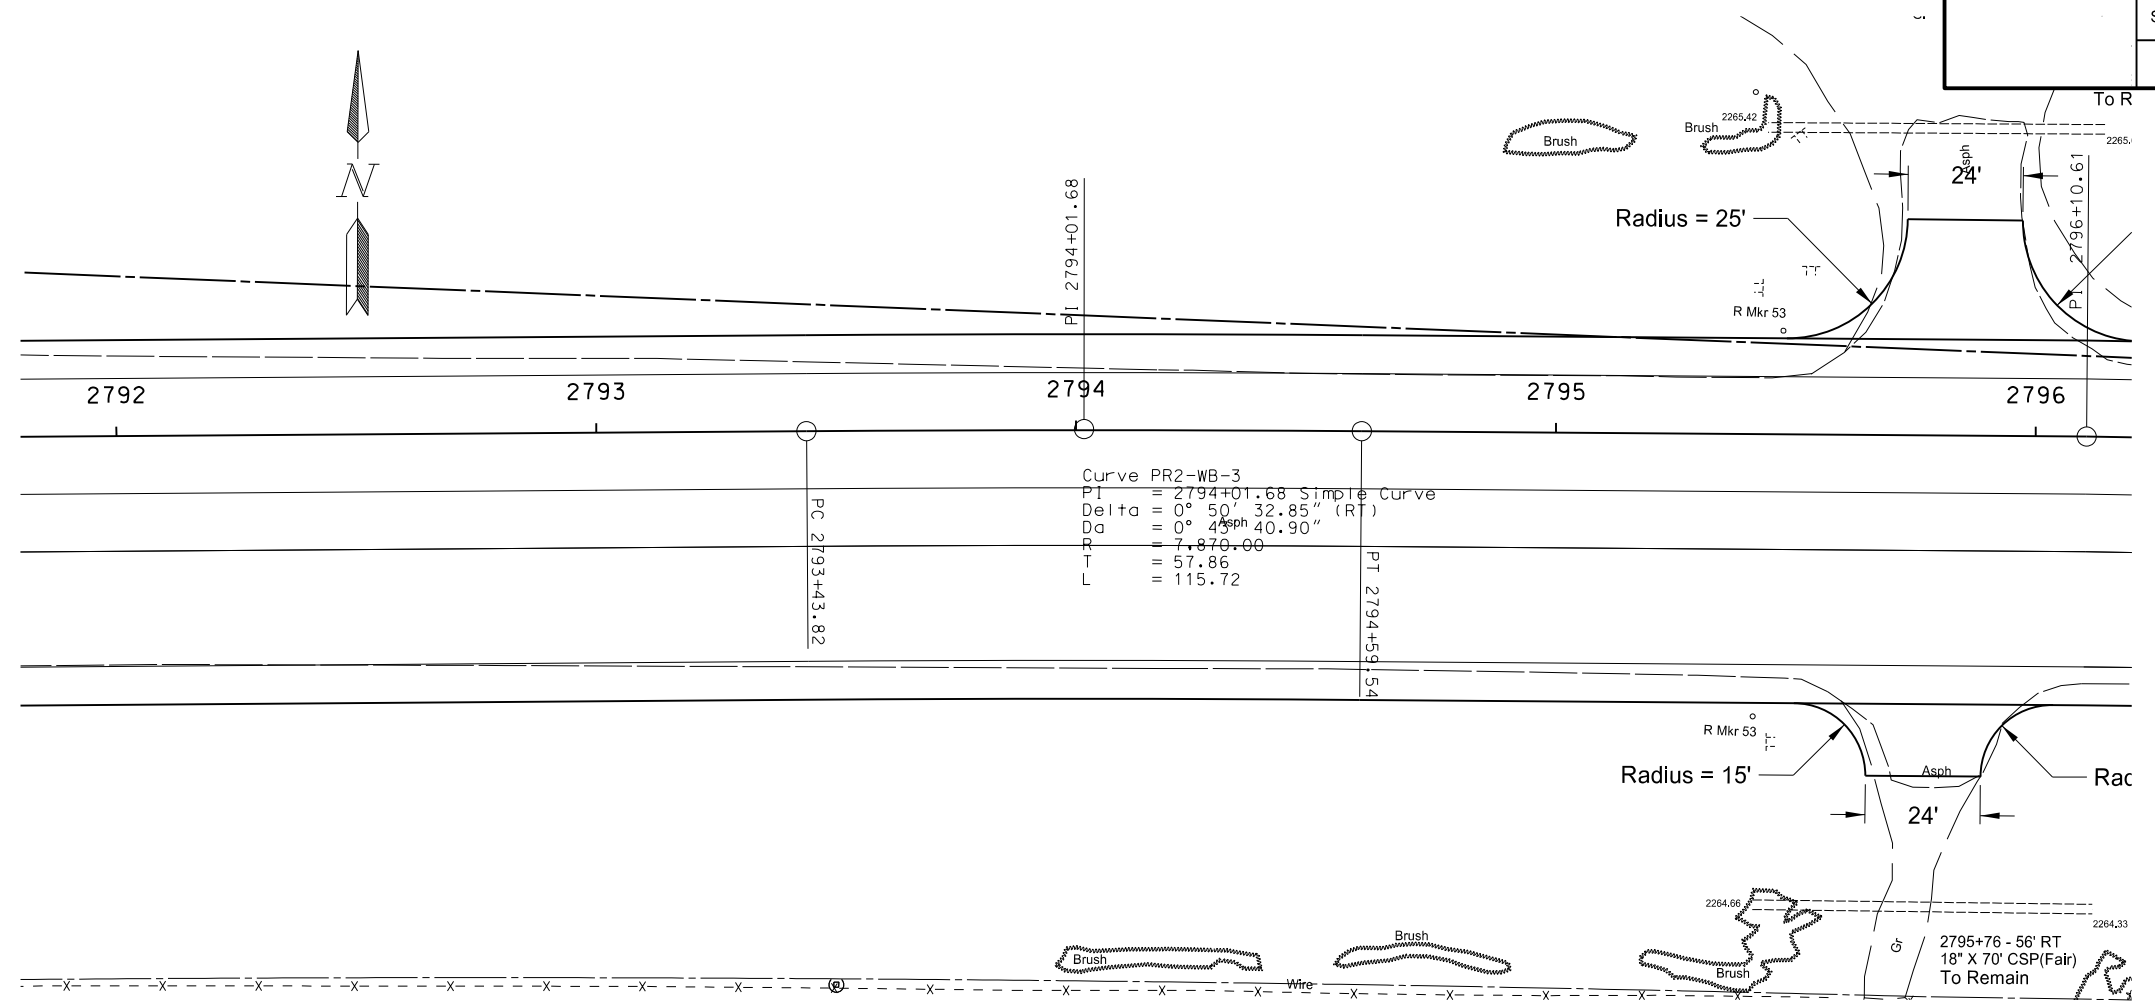 To R
2265.42
Brush
Brush
Asph
24'
N
PI 2794+01.68
PI 2796+10.61
Radius = 25'
R Mkr 53
2792
2793
2794
2795
2796
Curve PR2-WB-3
PI = 2794+01.68 Simple Curve
Delta = 0° 50' 32.85" (RT)
Da = 0° 43' 40.90"
R = 7,870.00
T = 57.86
L = 115.72
Asph
PC 2793+43.82
PT 2794+59.54
R Mkr 53
Radius = 15'
Asph
Rad
24'
2264.66
2264.33
Brush
Brush
Brush
Gr
2795+76 - 56' RT
18" X 70' CSP(Fair)
To Remain
Wire